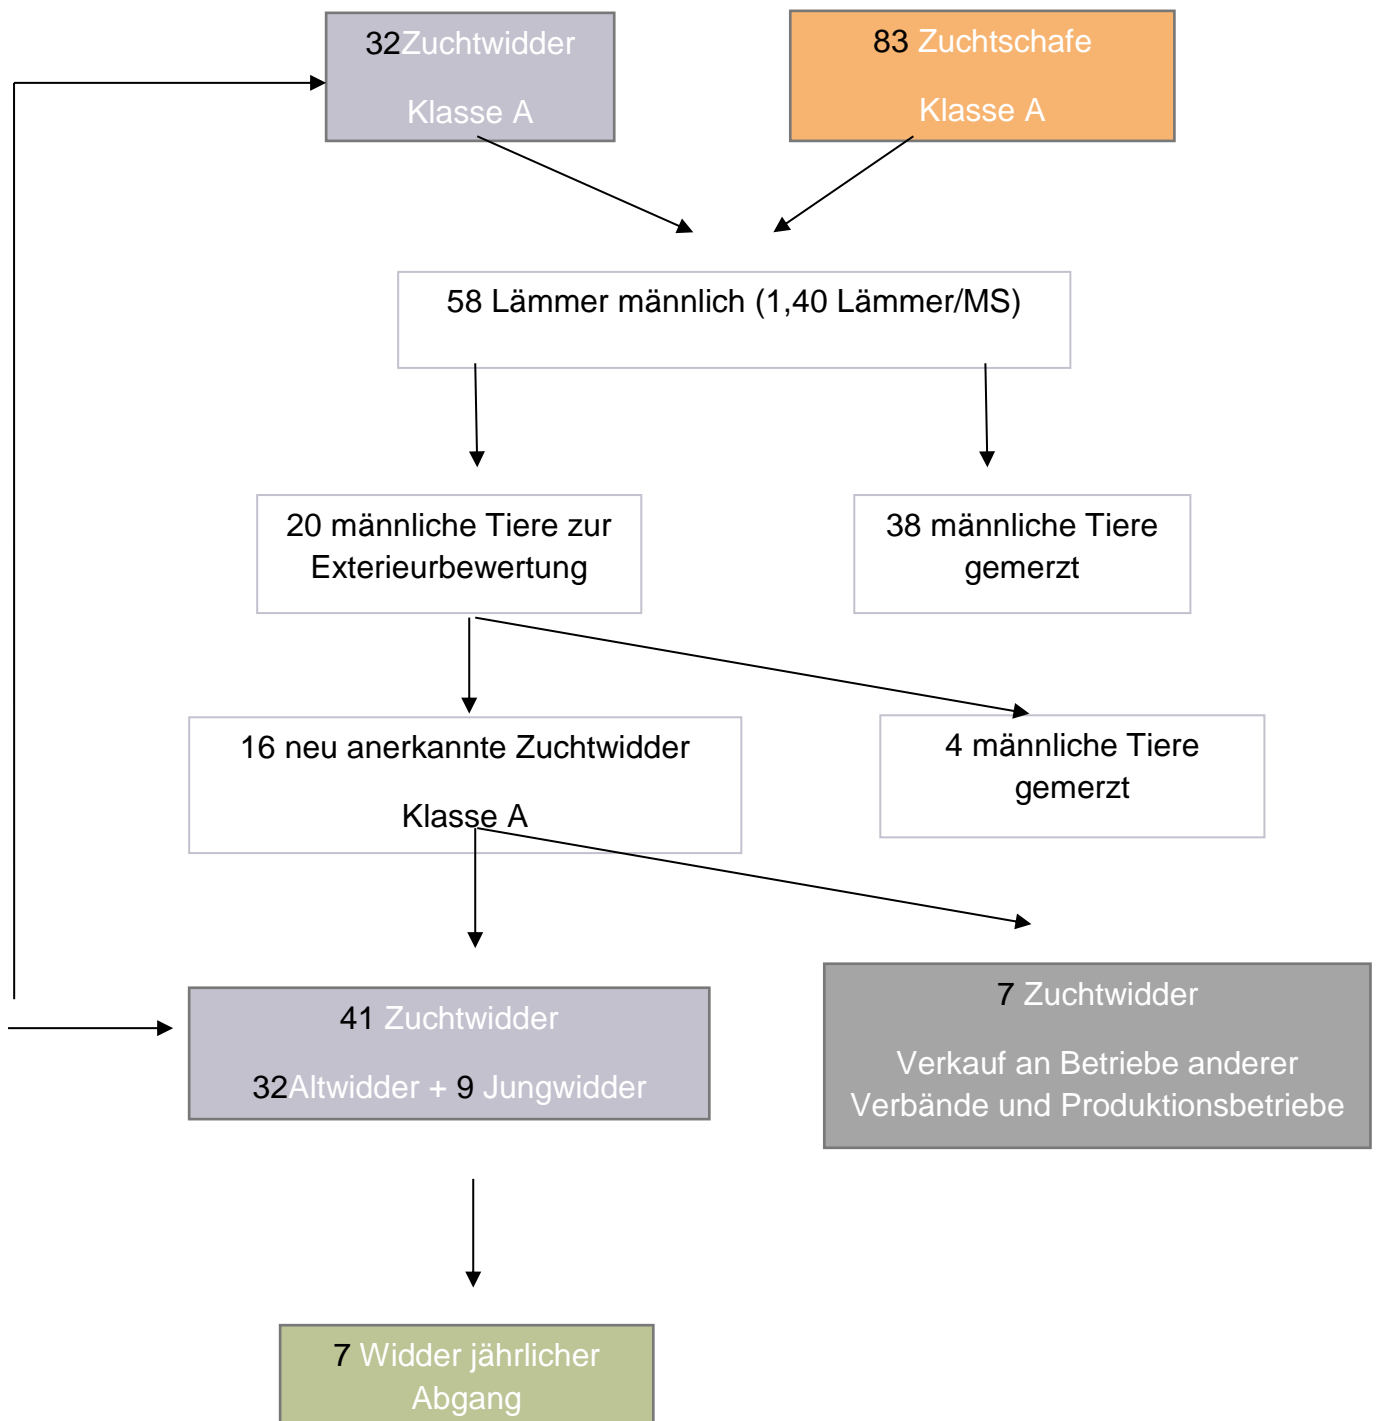 32Zuchtwidder
Klasse A
83 Zuchtschafe
Klasse A
58 Lämmer männlich (1,40 Lämmer/MS)
20 männliche Tiere zur
Exterieurbewertung
38 männliche Tiere
gemerzt
16 neu anerkannte Zuchtwidder
Klasse A
4 männliche Tiere
gemerzt
41 Zuchtwidder
32Altwidder + 9 Jungwidder
7 Zuchtwidder
Verkauf an Betriebe anderer
Verbände und Produktionsbetriebe
7 Widder jährlicher
Abgang